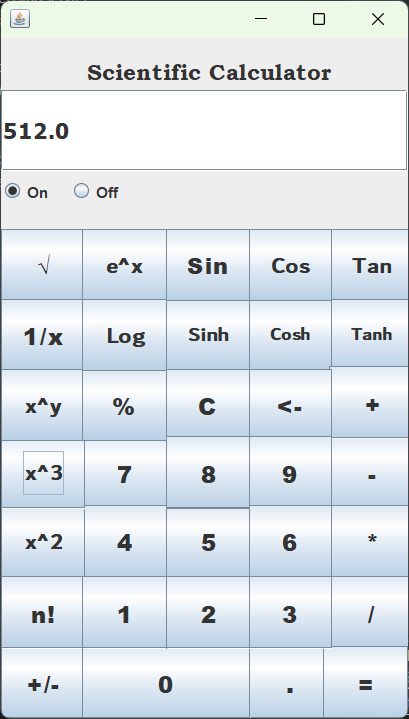 Scientific Calculator
512.0
On Off
√ e^x Sin Cos Tan
1/x Log Sinh Cosh Tanh
x^y % C <- +
x^3 7 8 9 -
x^2 4 5 6 *
n! 1 2 3 /
+/- 0 . =